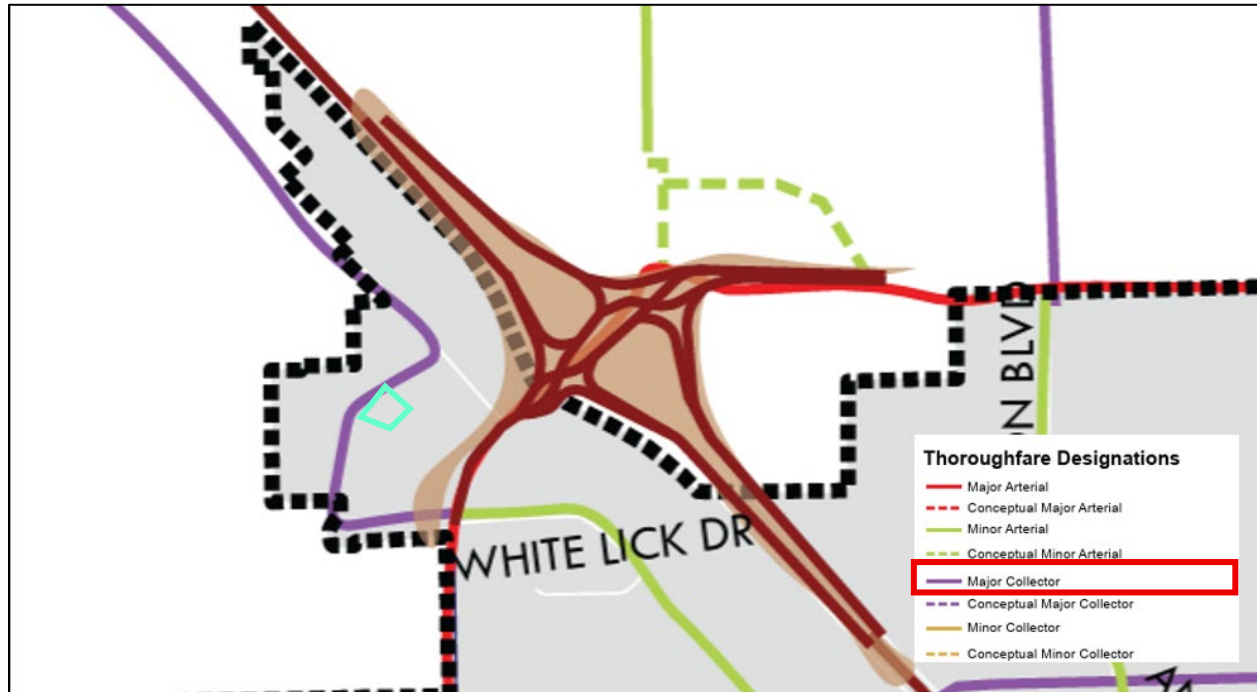 ON BLVD
WHITE LICK DR
Thoroughfare Designations
Major Arterial
Conceptual Major Arterial
Minor Arterial
Conceptual Minor Arterial
Major Collector
Conceptual Major Collector
Minor Collector
Conceptual Minor Collector